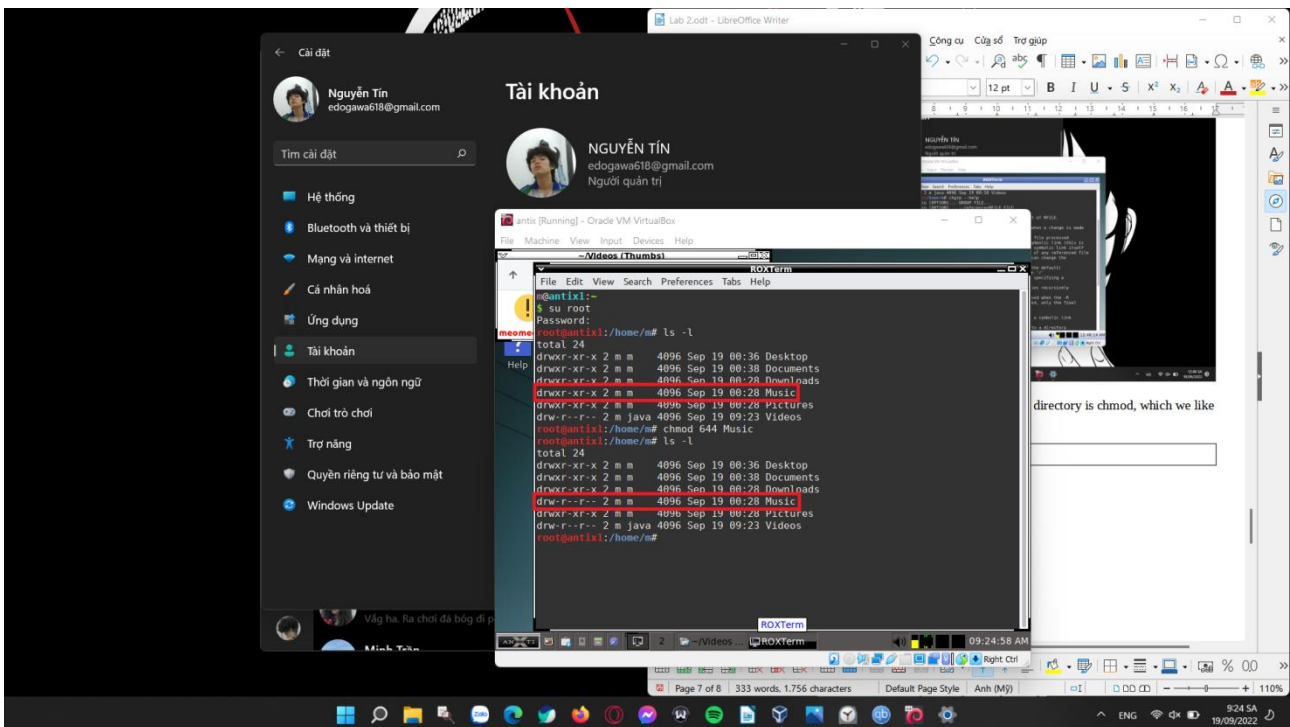 Lab 2.odt - LibreOffice Writer
Công cụ Cửa sổ Trợ giúp
12 pt
Cài đặt
Nguyễn Tín
edogawa618@gmail.com
Tìm cài đặt
Hệ thống
Bluetooth và thiết bị
Mạng và internet
Cá nhân hoá
Ứng dụng
Tài khoản
Thời gian và ngôn ngữ
Chơi trò chơi
Trợ năng
Quyền riêng tư và bảo mật
Windows Update
Tài khoản
NGUYỄN TÍN
edogawa618@gmail.com
Người quản trị
antix [Running] - Oracle VM VirtualBox
File Machine View Input Devices Help
~/Videos (Thumbs)
ROXTerm
File Edit View Search Preferences Tabs Help
m@antix1:~
$ su root
Password:
root@antix1:/home/m# ls -l
total 24
drwxr-xr-x 2 m m 4096 Sep 19 00:36 Desktop
drwxr-xr-x 2 m m 4096 Sep 19 00:38 Documents
drwxr-xr-x 2 m m 4096 Sep 19 00:28 Downloads
drwxr-xr-x 2 m m 4096 Sep 19 00:28 Music
drwxr-xr-x 2 m m 4096 Sep 19 00:28 Pictures
drw-r--r-- 2 m java 4096 Sep 19 09:23 Videos
root@antix1:/home/m# chmod 644 Music
root@antix1:/home/m# ls -l
total 24
drwxr-xr-x 2 m m 4096 Sep 19 00:36 Desktop
drwxr-xr-x 2 m m 4096 Sep 19 00:38 Documents
drwxr-xr-x 2 m m 4096 Sep 19 00:28 Downloads
drw-r--r-- 2 m m 4096 Sep 19 00:28 Music
drwxr-xr-x 2 m m 4096 Sep 19 00:28 Pictures
drw-r--r-- 2 m java 4096 Sep 19 09:23 Videos
root@antix1:/home/m#
meome
Help
ROXTerm
2 ~/Videos ... ROXTerm 09:24:58 AM
Right Ctrl
directory is chmod, which we like
Vắg ha. Ra chơi đá bóg đi
Minh Trần
Page 7 of 8 333 words, 1.756 characters Default Page Style Anh (Mỹ) 110%
ENG 9:24 SA
19/09/2022